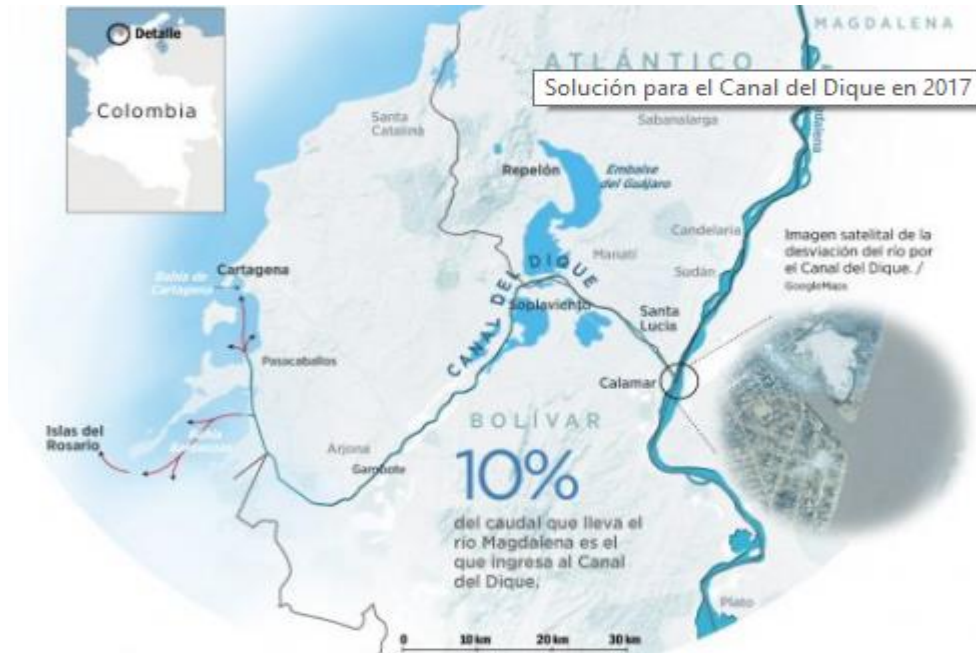 Detalle
Colombia
MAGDALENA
ATLÁNTICO
Solución para el Canal del Dique en 2017
Santa
Catalina
Sabanalarga
Repelón
Embalse
del Guájaro
Candelaria
Manatí
Imagen satelital de la
desviación del río por
el Canal del Dique. /
GoogleMaps
Bahía de
Cartagena
Cartagena
Sudán
CANAL DEL DIQUE
Soplaviento
Santa
Lucía
Pasacaballos
Calamar
BOLÍVAR
Islas del
Rosario
Arjona
Gambote
10%
del caudal que lleva el
río Magdalena es el
que ingresa al Canal
del Dique.
Plato
0 10 km 20 km 30 km